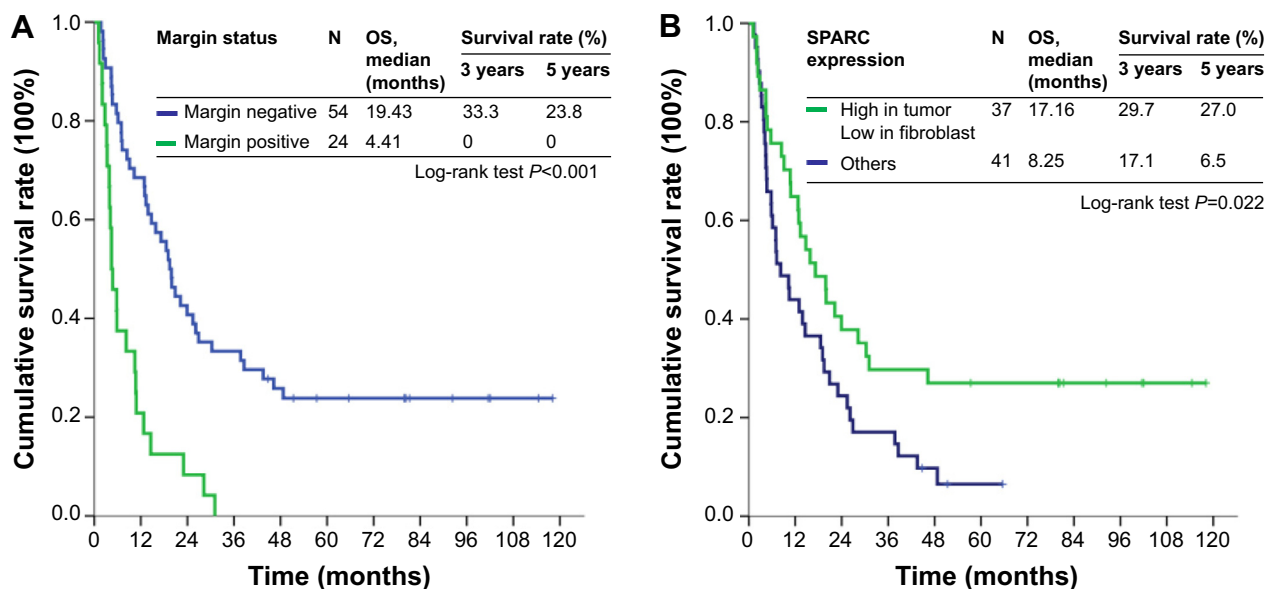 A
Margin status N OS, median (months) Survival rate (%)
3 years 5 years
Margin negative 54 19.43 33.3 23.8
Margin positive 24 4.41 0 0
Log-rank test P<0.001
Cumulative survival rate (100%)
1.0
0.8
0.6
0.4
0.2
0.0
0 12 24 36 48 60 72 84 96 108 120
Time (months)
B
SPARC expression N OS, median (months) Survival rate (%)
3 years 5 years
High in tumor 37 17.16 29.7 27.0
Low in fibroblast
Others 41 8.25 17.1 6.5
Log-rank test P=0.022
Cumulative survival rate (100%)
1.0
0.8
0.6
0.4
0.2
0.0
0 12 24 36 48 60 72 84 96 108 120
Time (months)